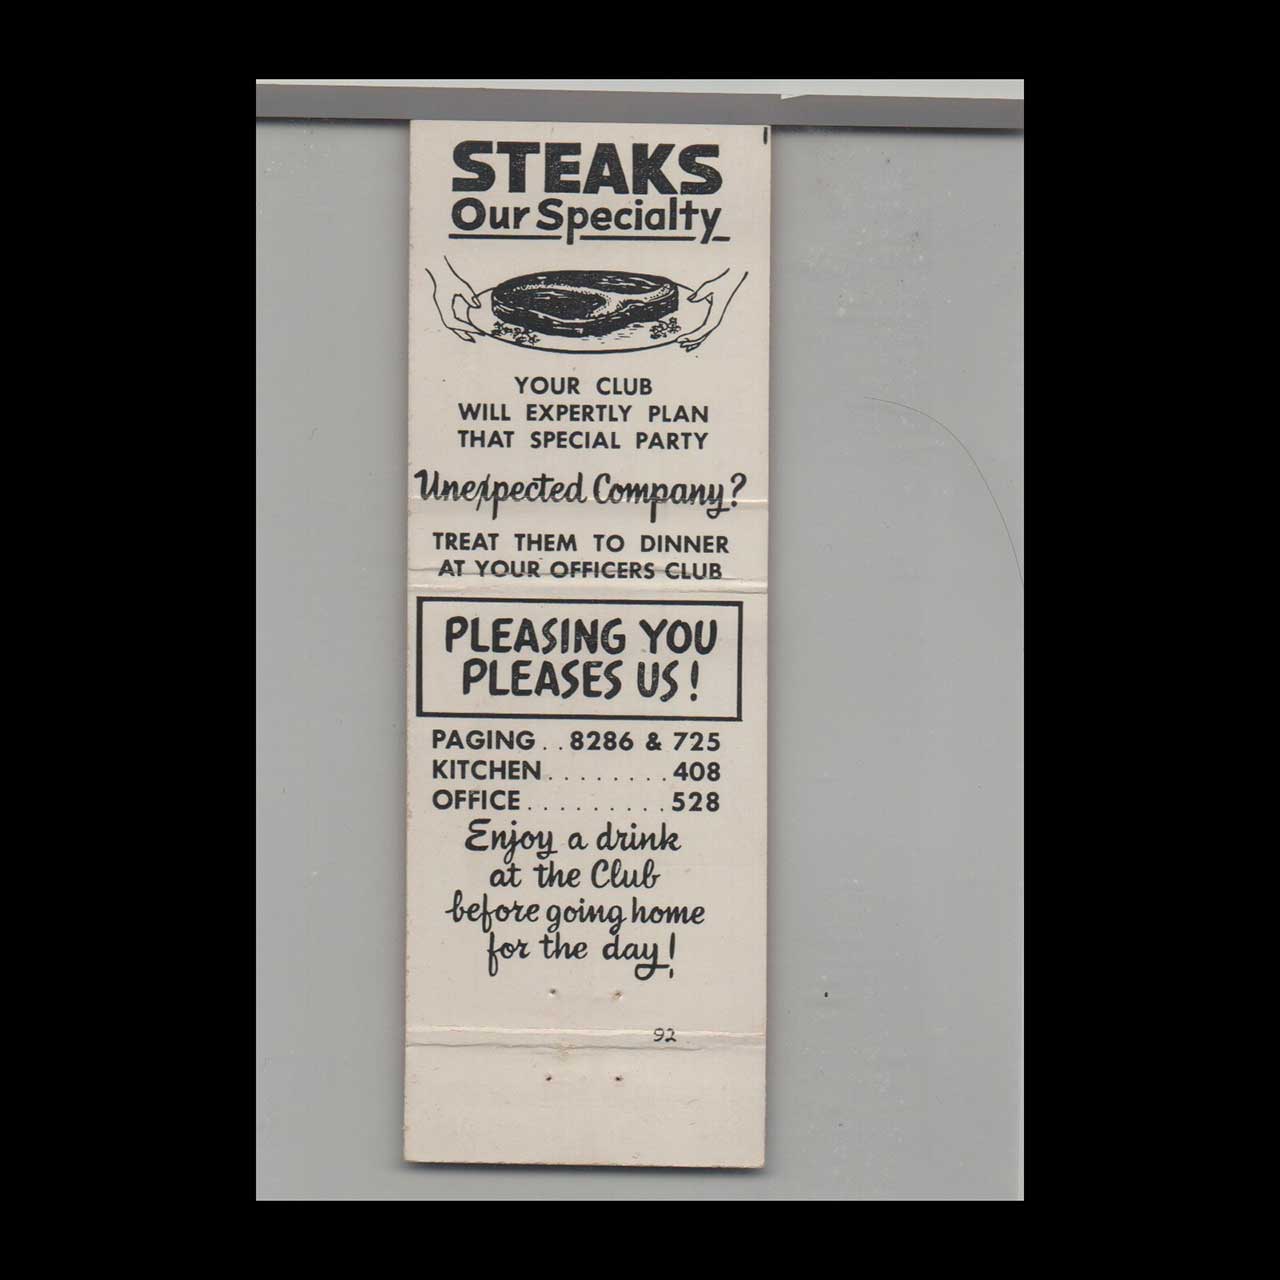 STEAKS
Our Specialty
YOUR CLUB
WILL EXPERTLY PLAN
THAT SPECIAL PARTY
Unexpected Company?
TREAT THEM TO DINNER
AT YOUR OFFICERS CLUB
PLEASING YOU
PLEASES US!
PAGING . . 8286 & 725
KITCHEN . . . . . . . . 408
OFFICE . . . . . . . . . 528
Enjoy a drink
at the Club
before going home
for the day!
92